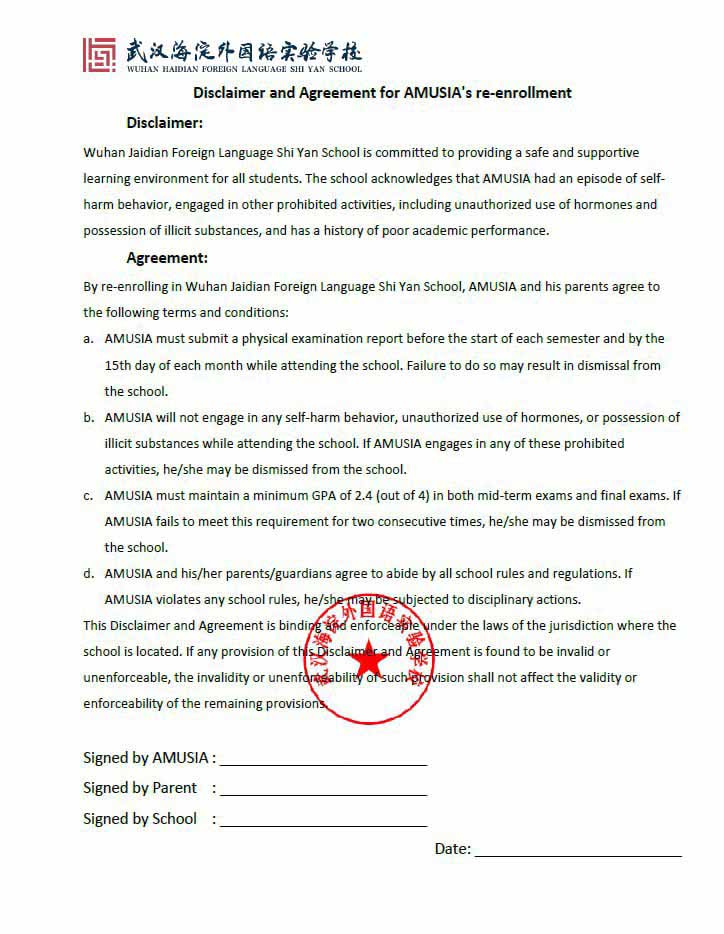 武汉海淀外国语实验学校
WUHAN HAIDIAN FOREIGN LANGUAGE SHI YAN SCHOOL
Disclaimer and Agreement for AMUSIA's re-enrollment
Disclaimer:
Wuhan Jaidian Foreign Language Shi Yan School is committed to providing a safe and supportive
learning environment for all students. The school acknowledges that AMUSIA had an episode of self-
harm behavior, engaged in other prohibited activities, including unauthorized use of hormones and
possession of illicit substances, and has a history of poor academic performance.
Agreement:
By re-enrolling in Wuhan Jaidian Foreign Language Shi Yan School, AMUSIA and his parents agree to
the following terms and conditions:
a. AMUSIA must submit a physical examination report before the start of each semester and by the
15th day of each month while attending the school. Failure to do so may result in dismissal from
the school.
b. AMUSIA will not engage in any self-harm behavior, unauthorized use of hormones, or possession of
illicit substances while attending the school. If AMUSIA engages in any of these prohibited
activities, he/she may be dismissed from the school.
c. AMUSIA must maintain a minimum GPA of 2.4 (out of 4) in both mid-term exams and final exams. If
AMUSIA fails to meet this requirement for two consecutive times, he/she may be dismissed from
the school.
d. AMUSIA and his/her parents/guardians agree to abide by all school rules and regulations. If
AMUSIA violates any school rules, he/she may be subjected to disciplinary actions.
This Disclaimer and Agreement is binding and enforceable under the laws of the jurisdiction where the
school is located. If any provision of this Disclaimer and Agreement is found to be invalid or
unenforceable, the invalidity or unenforceability of such provision shall not affect the validity or
enforceability of the remaining provisions.
武汉海淀外国语实验学校
Signed by AMUSIA :
Signed by Parent :
Signed by School :
Date: